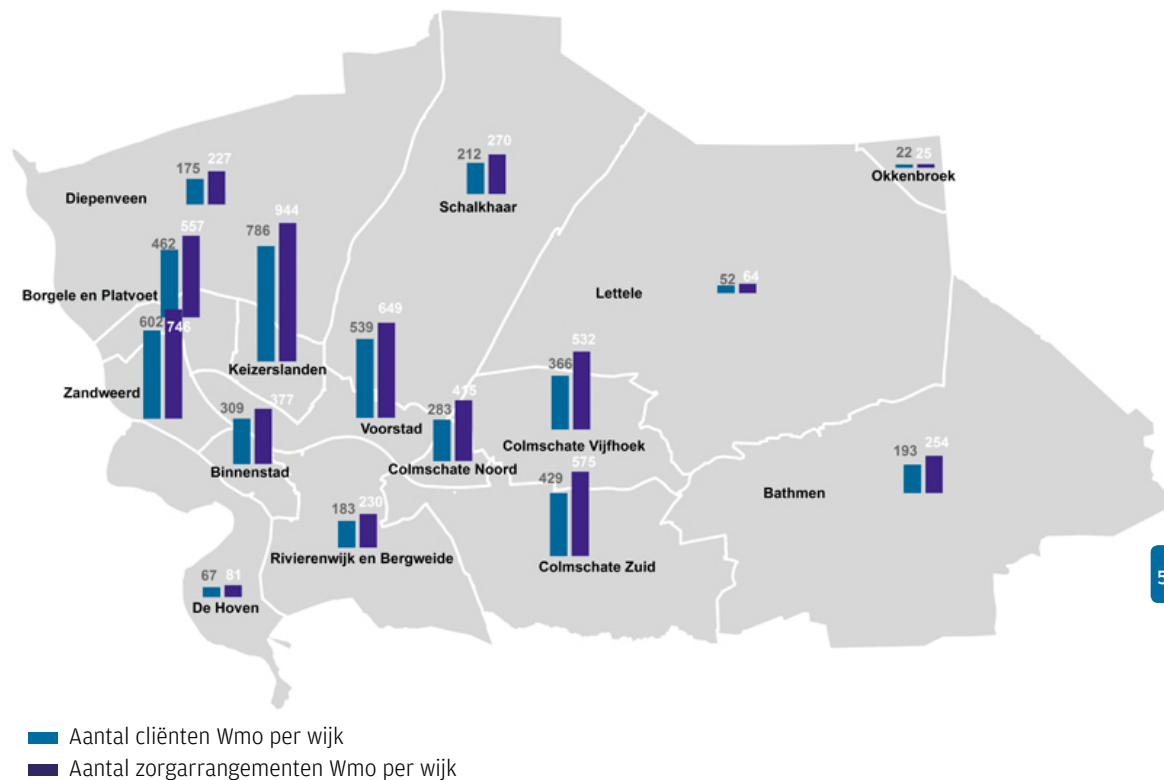 270
212
22 25
Okkenbroek
227
175
Diepenveen
Schalkhaar
944
786
557
462
52 64
Lettele
Borgele en Platvoet
602 746
649
539
532
366
Keizerslanden
Zandweerd
309 377
415
283
Voorstad
Colmschate Vijfhoek
254
193
Binnenstad
Colmschate Noord
575
429
Bathmen
183 230
Rivierenwijk en Bergweide
Colmschate Zuid
67 81
De Hoven
5
Aantal cliënten Wmo per wijk
Aantal zorgarrangementen Wmo per wijk